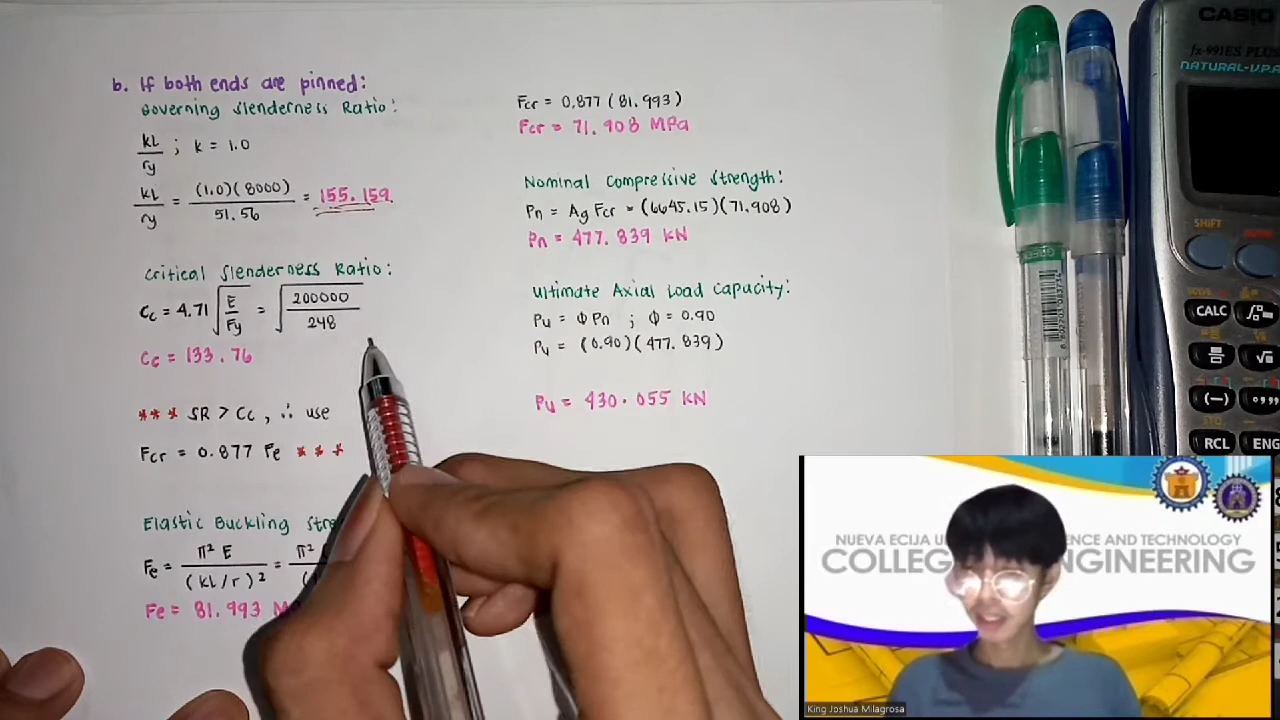 b. If both ends are pinned:
Governing Slenderness Ratio:
KL/ry ; k = 1.0
KL/ry = (1.0)(8000)/51.56 = 155.159
Critical Slenderness Ratio:
Cc = 4.71 √(E/Fy) = √(200000/248)
Cc = 133.76
*** SR > Cc, ∴ use
Fcr = 0.877 Fe ***
Elastic Buckling
Fe = π² E/(KL/r)² = π²
Fe = 81.993
Fcr = 0.877 (81.993)
Fcr = 71.908 MPa
Nominal Compressive Strength:
Pn = Ag Fcr = (6645.15)(71.908)
Pn = 477.839 kN
Ultimate Axial Load Capacity:
Pu = Φ Pn ; Φ = 0.90
Pu = (0.90)(477.839)
Pu = 430.055 kN
CASIO
fx-991ES PLUS
NATURAL-V.P.A.
SHIFT
CALC
√
(-)
RCL
ENG
NUEVA ECIJA U ENCE AND TECHNOLOGY
COLLEG NGINEERING
King Joshua Milagrosa